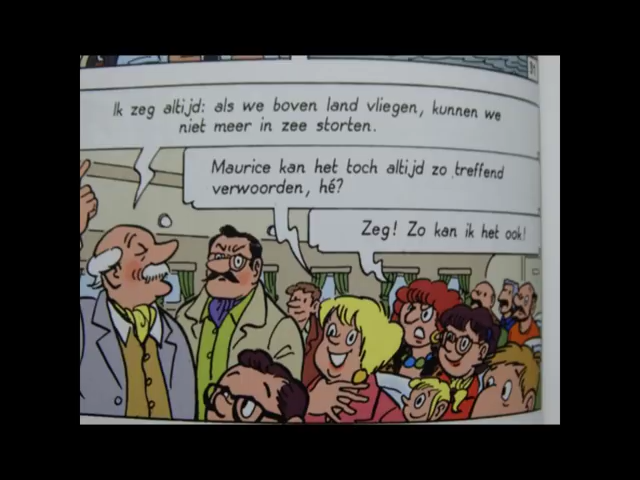 Ik zeg altijd: als we boven land vliegen, kunnen we
niet meer in zee storten.
Maurice kan het toch altijd zo treffend
verwoorden, hé?
Zeg! Zo kan ik het ook!